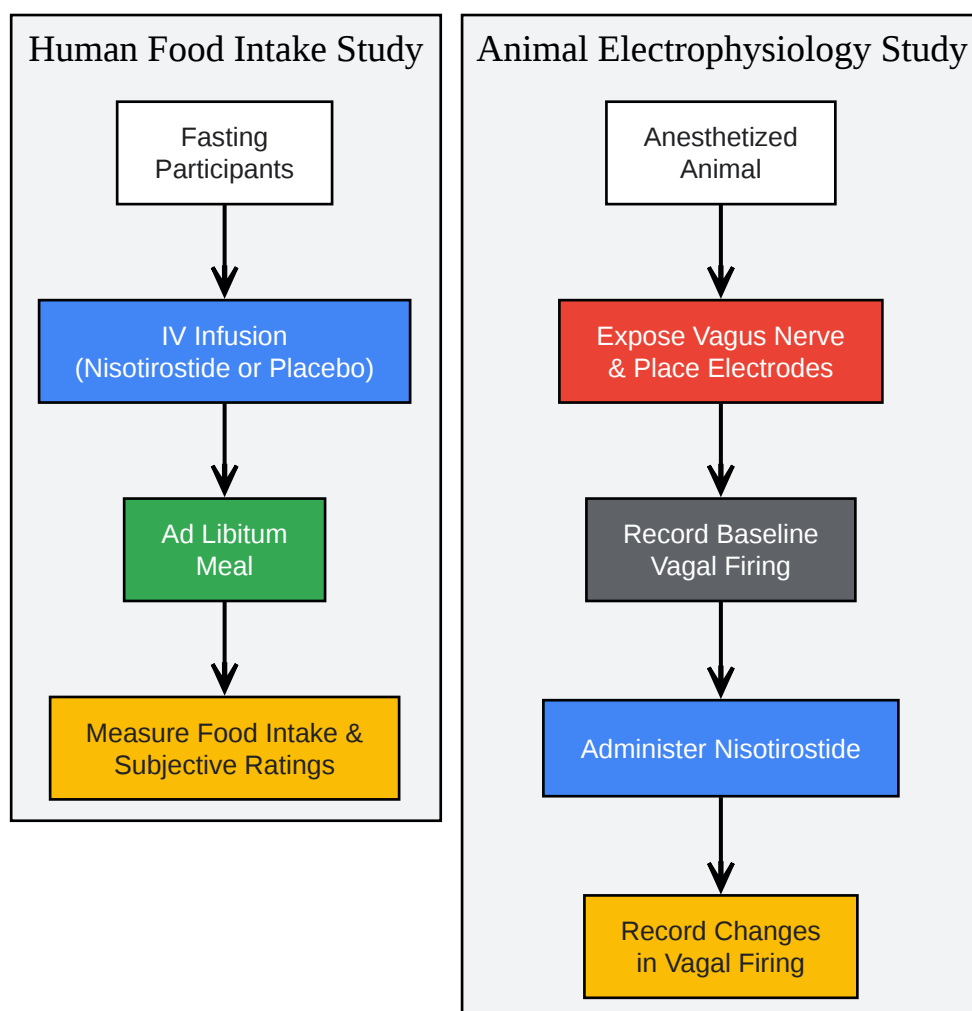 Human Food Intake Study
Fasting
Participants
IV Infusion
(Nisotirostide or Placebo)
Ad Libitum
Meal
Measure Food Intake &
Subjective Ratings
Animal Electrophysiology Study
Anesthetized
Animal
Expose Vagus Nerve
& Place Electrodes
Record Baseline
Vagal Firing
Administer Nisotirostide
Record Changes
in Vagal Firing